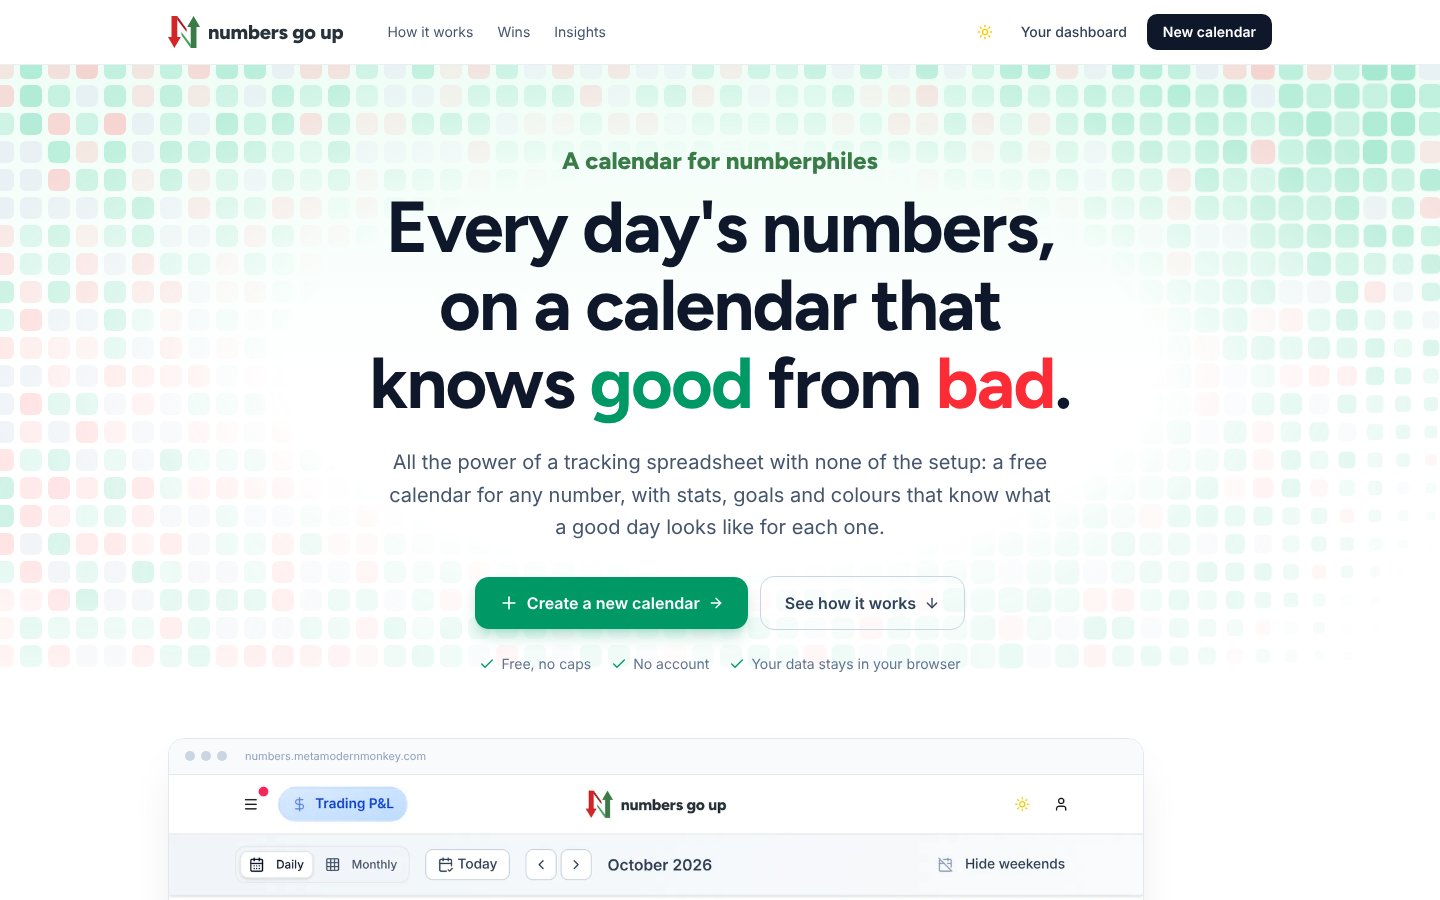 numbers go up
How it works
Wins
Insights
Your dashboard
New calendar
A calendar for numberphiles
Every day's numbers,
on a calendar that
knows good from bad.
All the power of a tracking spreadsheet with none of the setup: a free
calendar for any number, with stats, goals and colours that know what
a good day looks like for each one.
Create a new calendar
See how it works
Free, no caps
No account
Your data stays in your browser
numbers.metamodernmonkey.com
Trading P&L
numbers go up
Daily
Monthly
Today
October 2026
Hide weekends